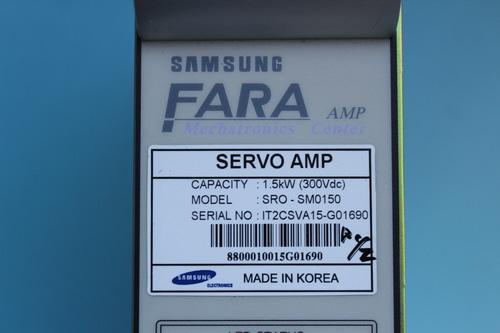 SAMSUNG
FARA AMP
Mechatronics Center
SERVO AMP
CAPACITY : 1.5kW (300Vdc)
MODEL : SRO - SM0150
SERIAL NO : IT2CSVA15-G01690
8800010015G01690
SAMSUNG
ELECTRONICS
MADE IN KOREA